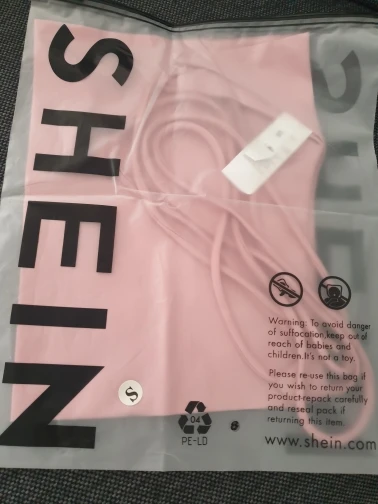 SHEIN
SHE
S
Warning: To avoid danger
of suffocation,keep out of
reach of babies and
children.It's not a toy.
Please re-use this bag if
you wish to return your
product-repack carefully
and reseal pack if
returning this item.
04
PE-LD
www.shein.com